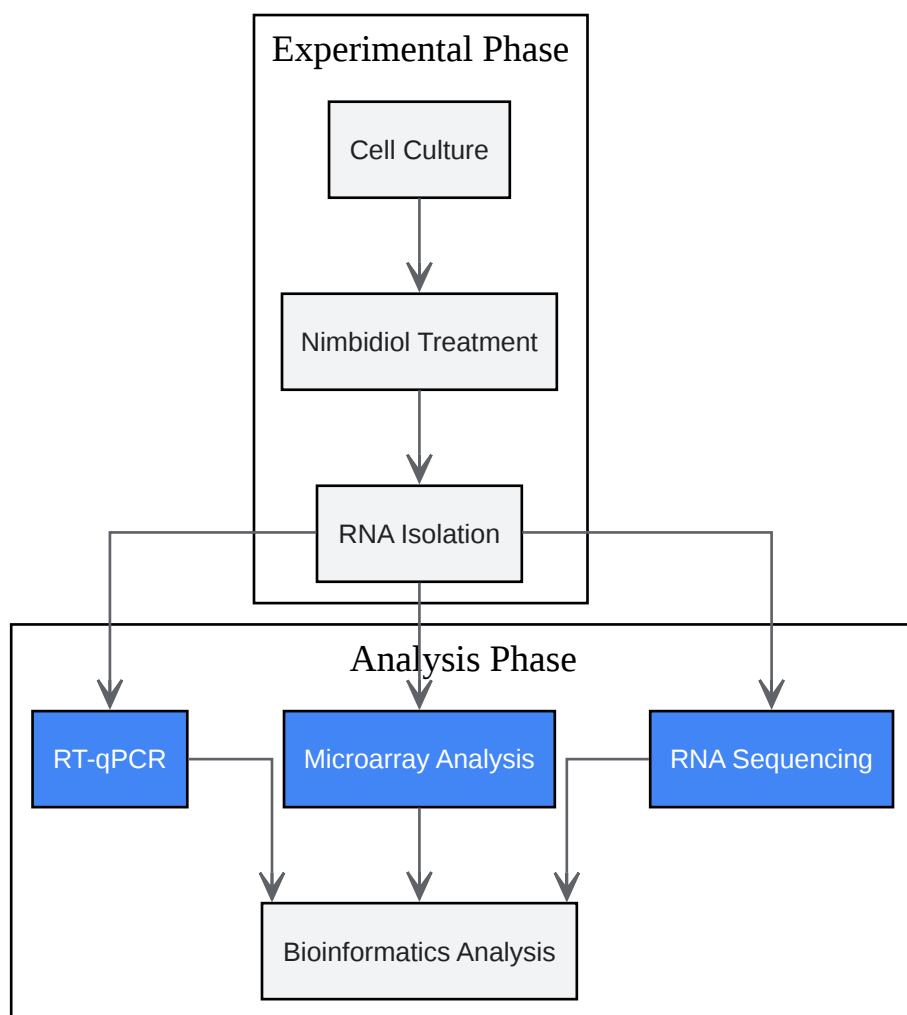 Experimental Phase
Cell Culture
Nimbidiol Treatment
RNA Isolation
Analysis Phase
RT-qPCR
Microarray Analysis
RNA Sequencing
Bioinformatics Analysis